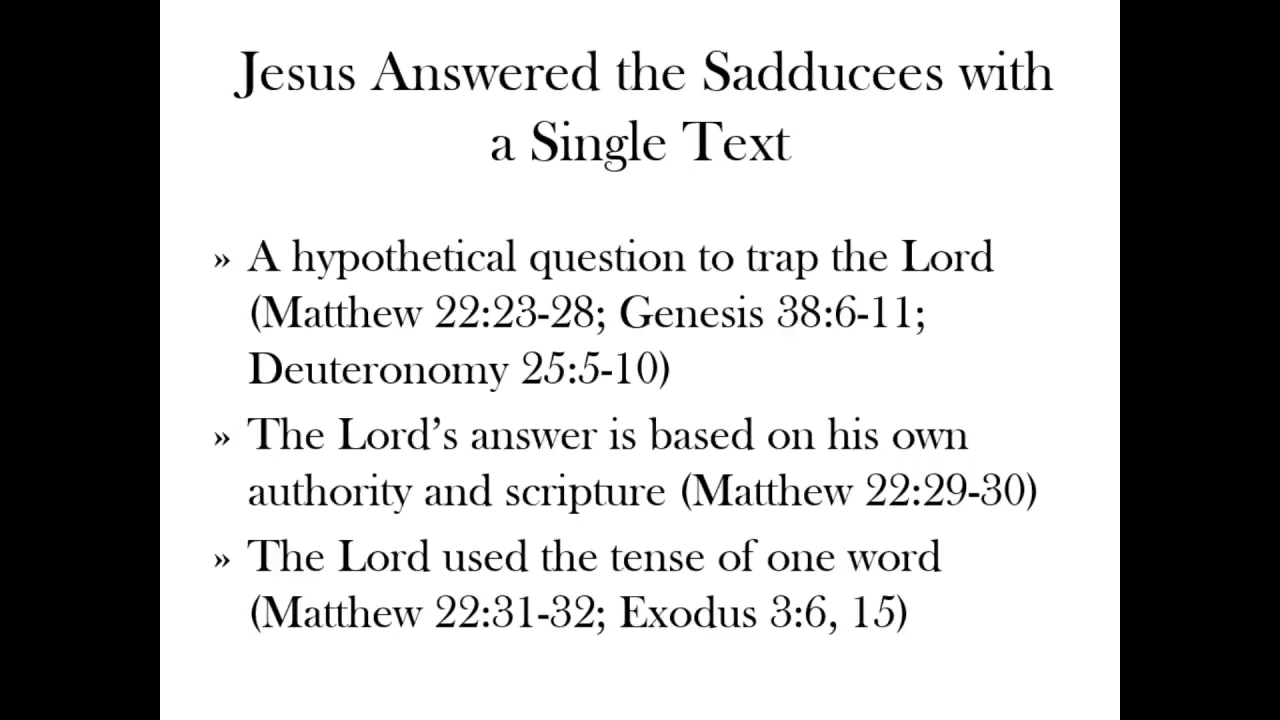 Jesus Answered the Sadducees with
a Single Text
» A hypothetical question to trap the Lord
(Matthew 22:23-28; Genesis 38:6-11;
Deuteronomy 25:5-10)
» The Lord’s answer is based on his own
authority and scripture (Matthew 22:29-30)
» The Lord used the tense of one word
(Matthew 22:31-32; Exodus 3:6, 15)